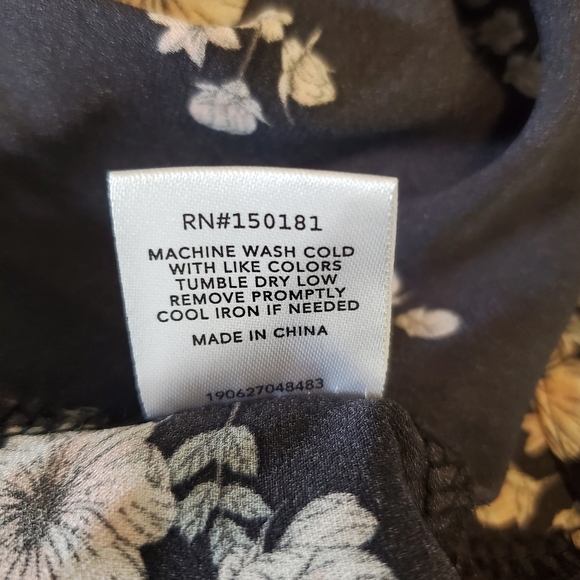 RN#150181
MACHINE WASH COLD
WITH LIKE COLORS
TUMBLE DRY LOW
REMOVE PROMPTLY
COOL IRON IF NEEDED
MADE IN CHINA
190627048483